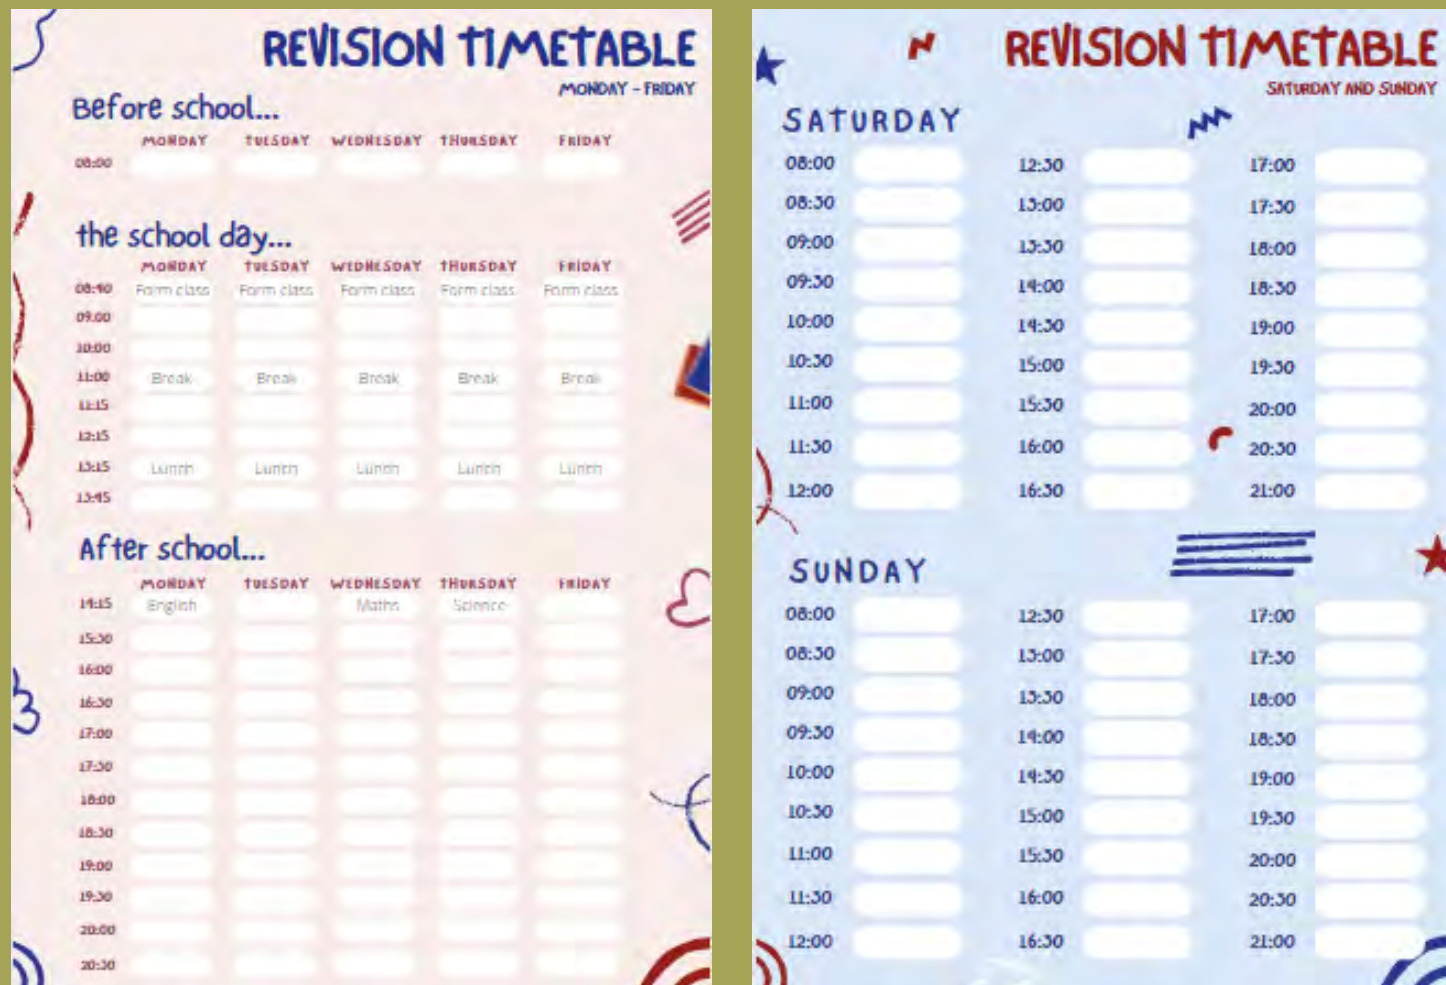 REVISION TIMETABLE
MONDAY - FRIDAY
Before school...
MONDAY TUESDAY WEDNESDAY THURSDAY FRIDAY
08:00
the school day...
MONDAY TUESDAY WEDNESDAY THURSDAY FRIDAY
08:40 Form class Form class Form class Form class Form class
09:00
10:00
11:00 Break Break Break Break Break
11:15
12:15
13:15 Lunch Lunch Lunch Lunch Lunch
13:45
After school...
MONDAY TUESDAY WEDNESDAY THURSDAY FRIDAY
14:15 English Maths Science
15:30
16:00
16:30
17:00
17:30
18:00
18:30
19:00
19:30
20:00
20:30
REVISION TIMETABLE
SATURDAY AND SUNDAY
SATURDAY
08:00 12:30 17:00
08:30 13:00 17:30
09:00 13:30 18:00
09:30 14:00 18:30
10:00 14:30 19:00
10:30 15:00 19:30
11:00 15:30 20:00
11:30 16:00 20:30
12:00 16:30 21:00
SUNDAY
08:00 12:30 17:00
08:30 13:00 17:30
09:00 13:30 18:00
09:30 14:00 18:30
10:00 14:30 19:00
10:30 15:00 19:30
11:00 15:30 20:00
11:30 16:00 20:30
12:00 16:30 21:00